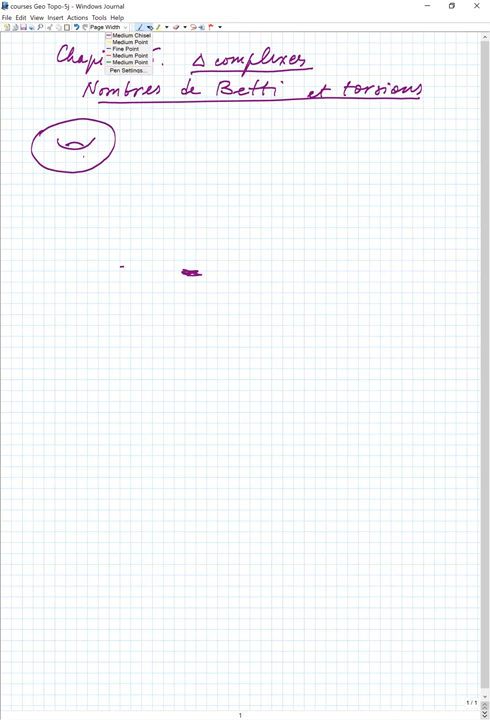 courses Geo Topo-5j - Windows Journal
File Edit View Insert Actions Tools Help
Page Width
Medium Chisel
Medium Point
Fine Point
Medium Point
Medium Point
Pen Settings...
Δ complexes
Nombres de Betti et torsions
1 / 1
1